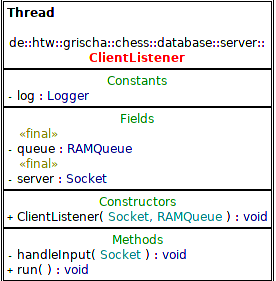 Thread
de::htw::grischa::chess::database::server::
ClientListener
Constants
- log : Logger
Fields
«final»
- queue : RAMQueue
«final»
- server : Socket
Constructors
+ ClientListener( Socket, RAMQueue ) : void
Methods
- handleInput( Socket ) : void
+ run( ) : void